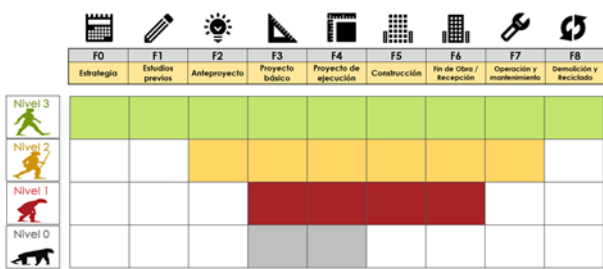 F0 F1 F2 F3 F4 F5 F6 F7 F8
Estrategia Estudios previos Anteproyecto Proyecto básico Proyecto de ejecución Construcción Fin de Obra / Recepción Operación y mantenimiento Demolición y Reciclado
Nivel 3
Nivel 2
Nivel 1
Nivel 0